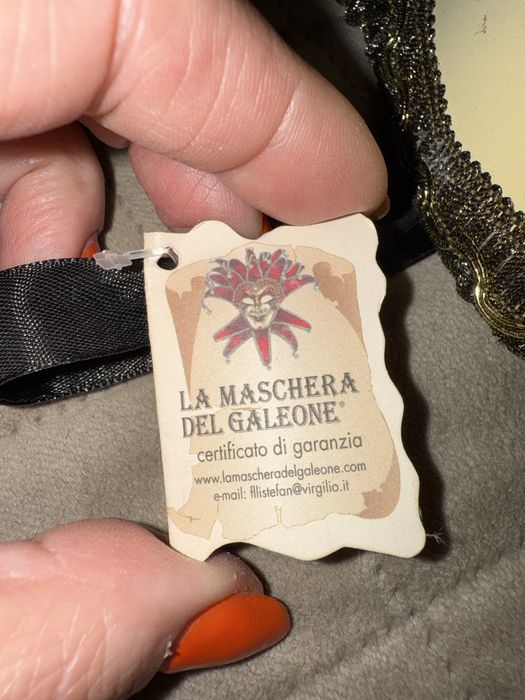 LA MASCHERA
DEL GALEONE®
certificato di garanzia
www.lamascheradelgaleone.com
e-mail: fllistefan@virgilio.it